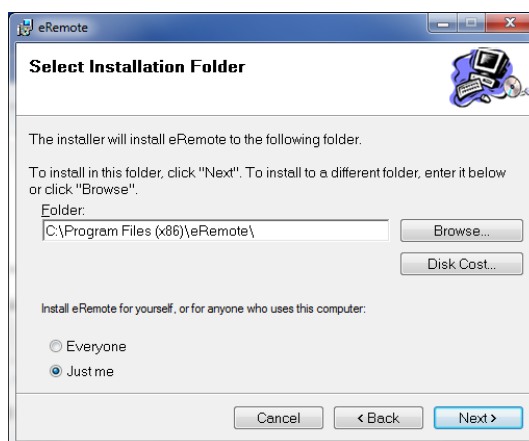 eRemote
Select Installation Folder
The installer will install eRemote to the following folder.
To install in this folder, click "Next". To install to a different folder, enter it below
or click "Browse".
Folder:
C:\Program Files (x86)\eRemote\
Browse...
Disk Cost...
Install eRemote for yourself, or for anyone who uses this computer:
Everyone
Just me
Cancel
< Back
Next >